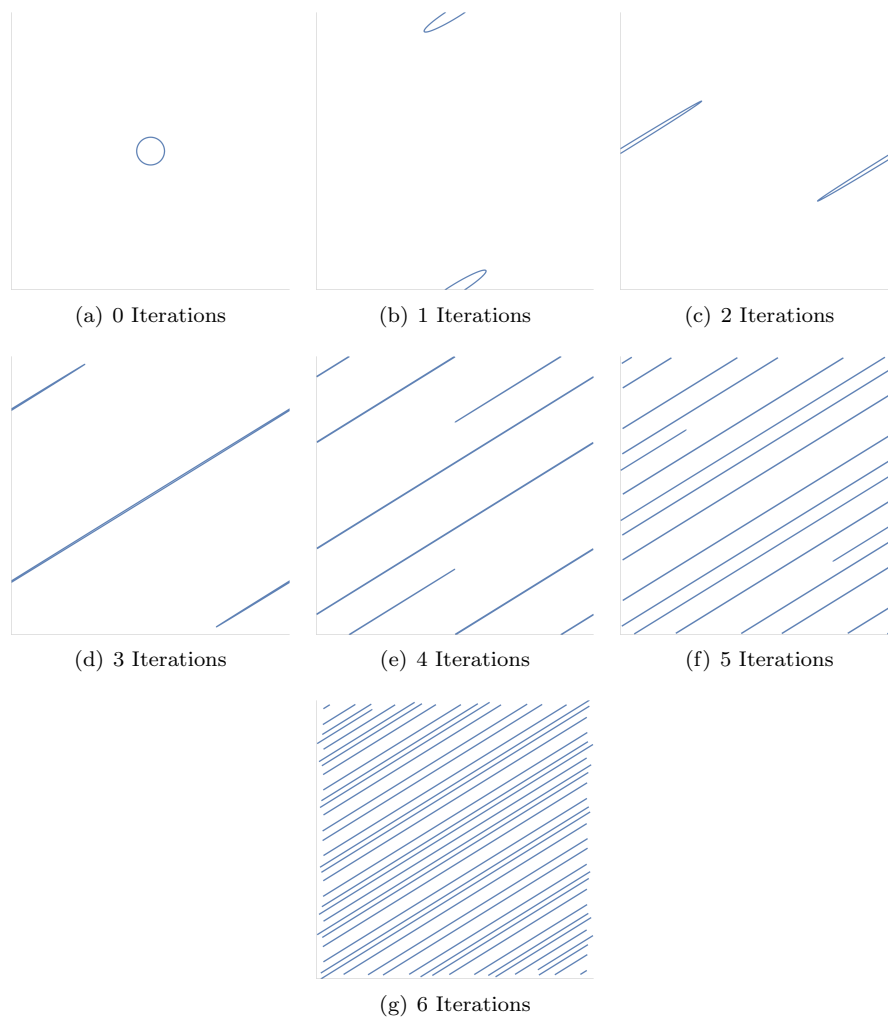 (a) 0 Iterations
(b) 1 Iterations
(c) 2 Iterations
(d) 3 Iterations
(e) 4 Iterations
(f) 5 Iterations
(g) 6 Iterations